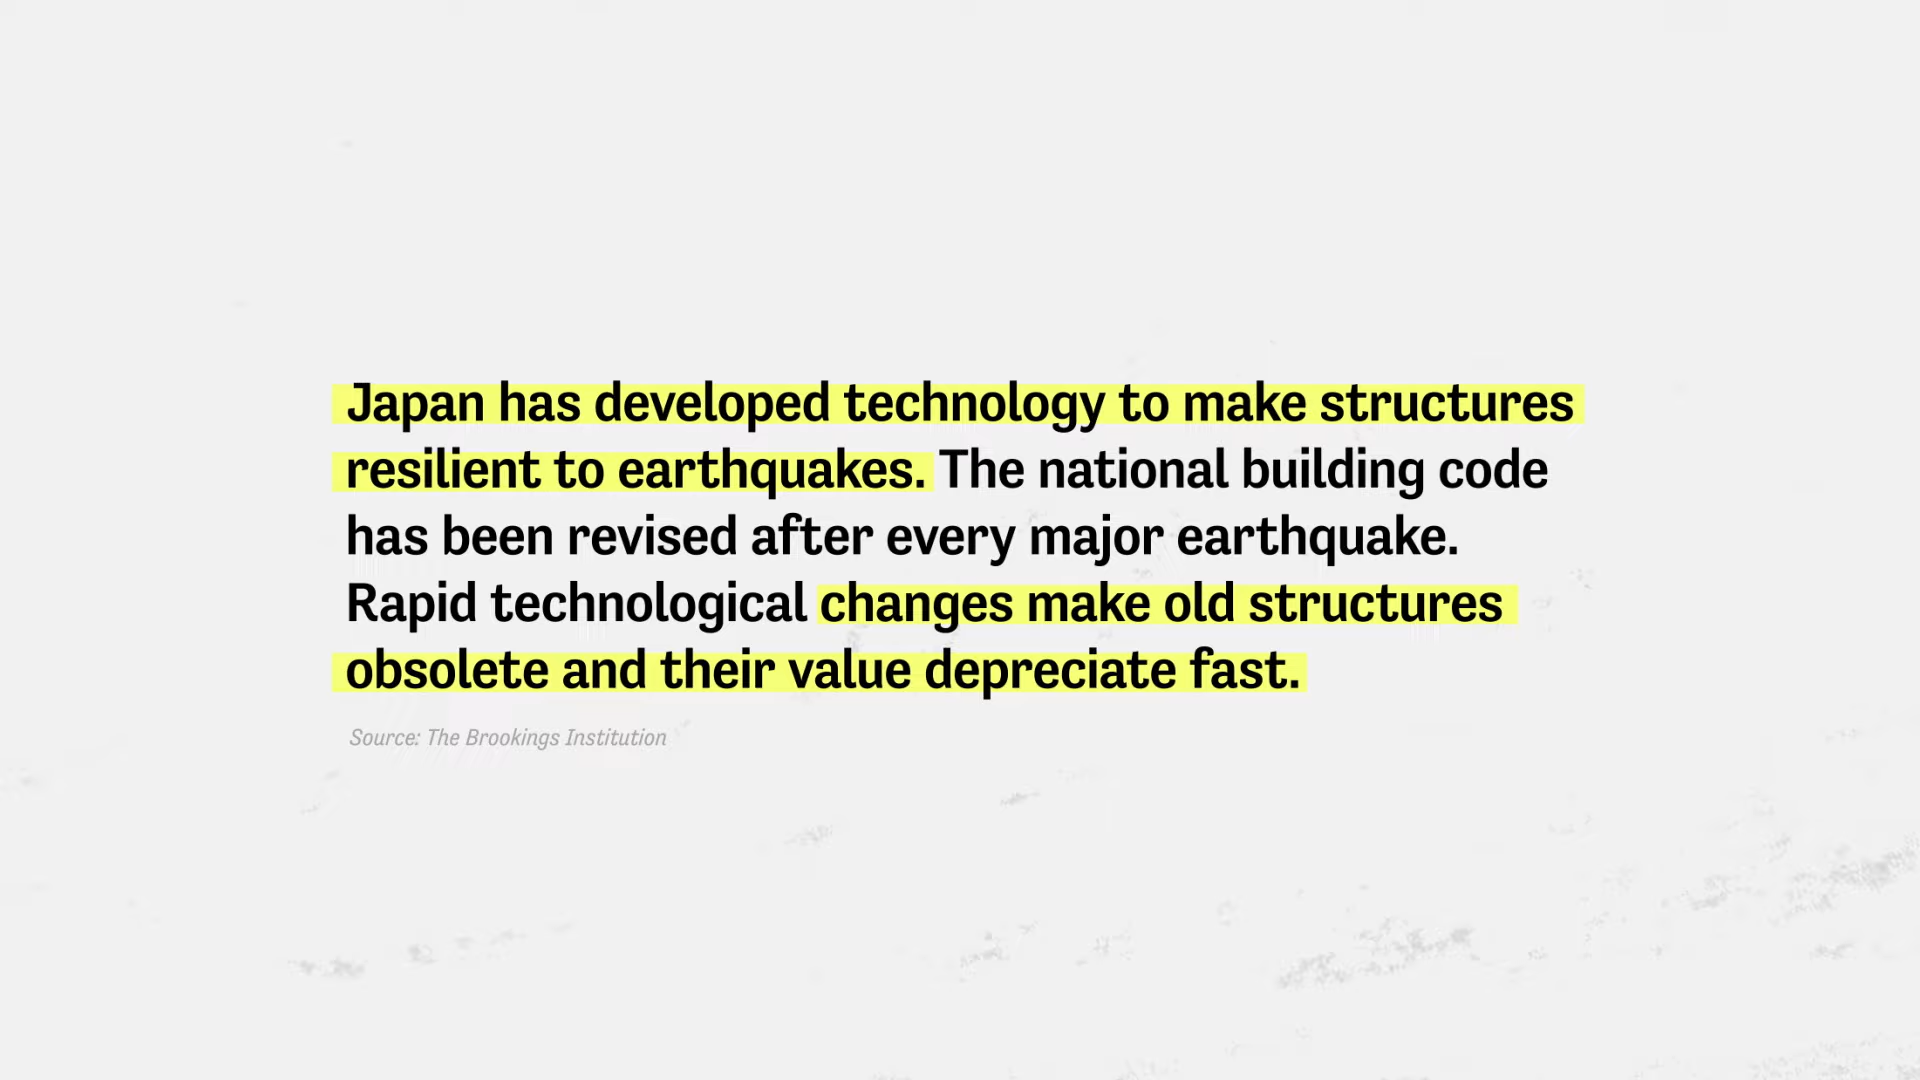 Japan has developed technology to make structures
resilient to earthquakes. The national building code
has been revised after every major earthquake.
Rapid technological changes make old structures
obsolete and their value depreciate fast.
Source: The Brookings Institution